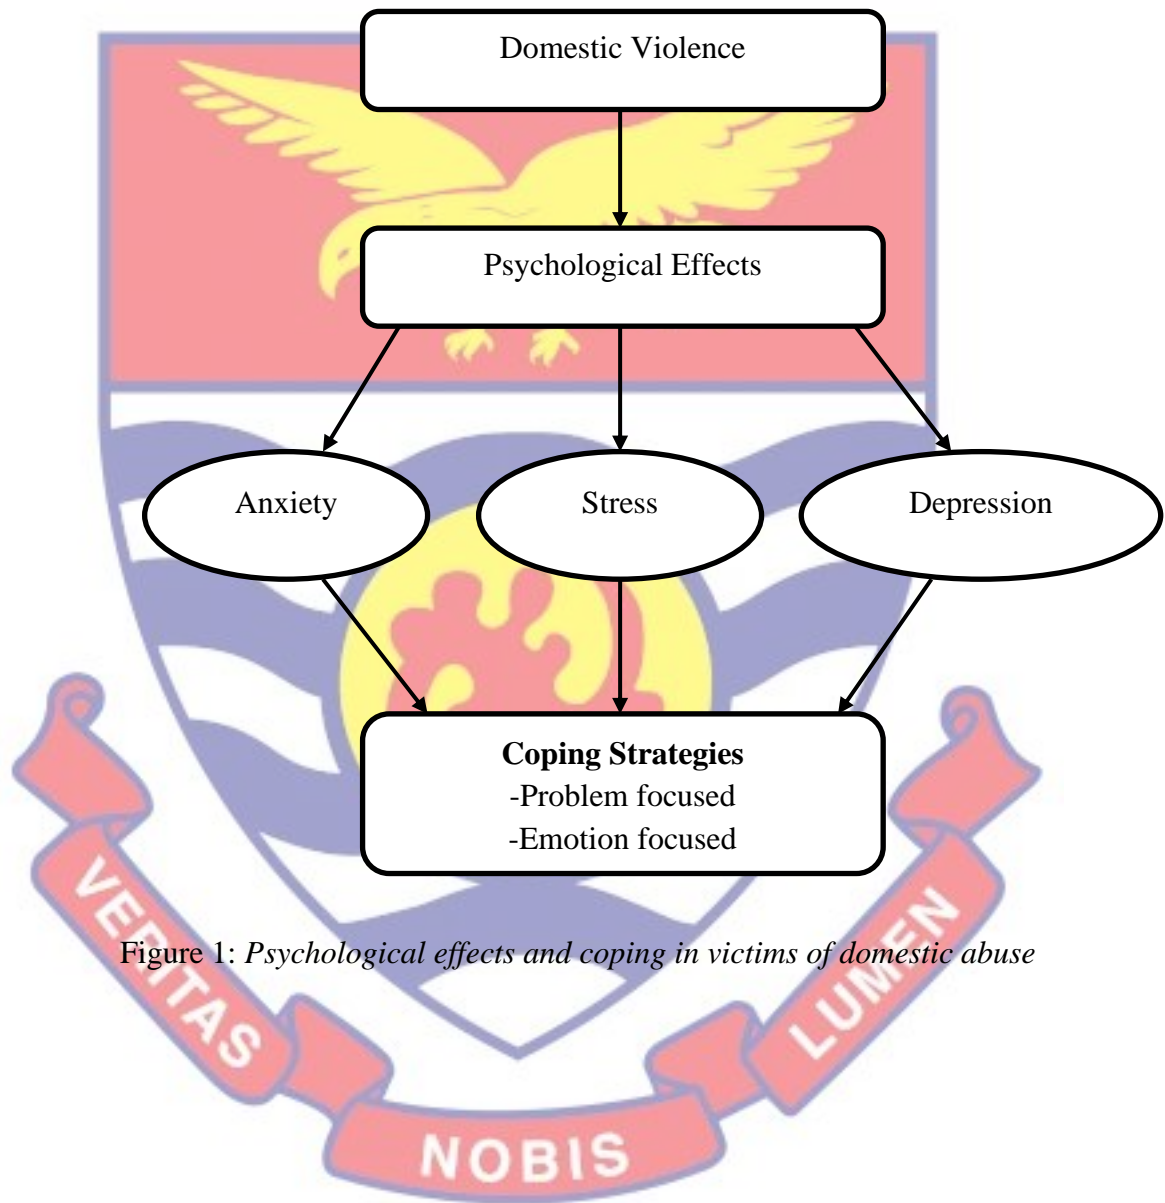 Domestic Violence
Psychological Effects
Anxiety
Stress
Depression
Coping Strategies
-Problem focused
-Emotion focused
Figure 1: Psychological effects and coping in victims of domestic abuse
VERITAS
NOBIS
LUMEN